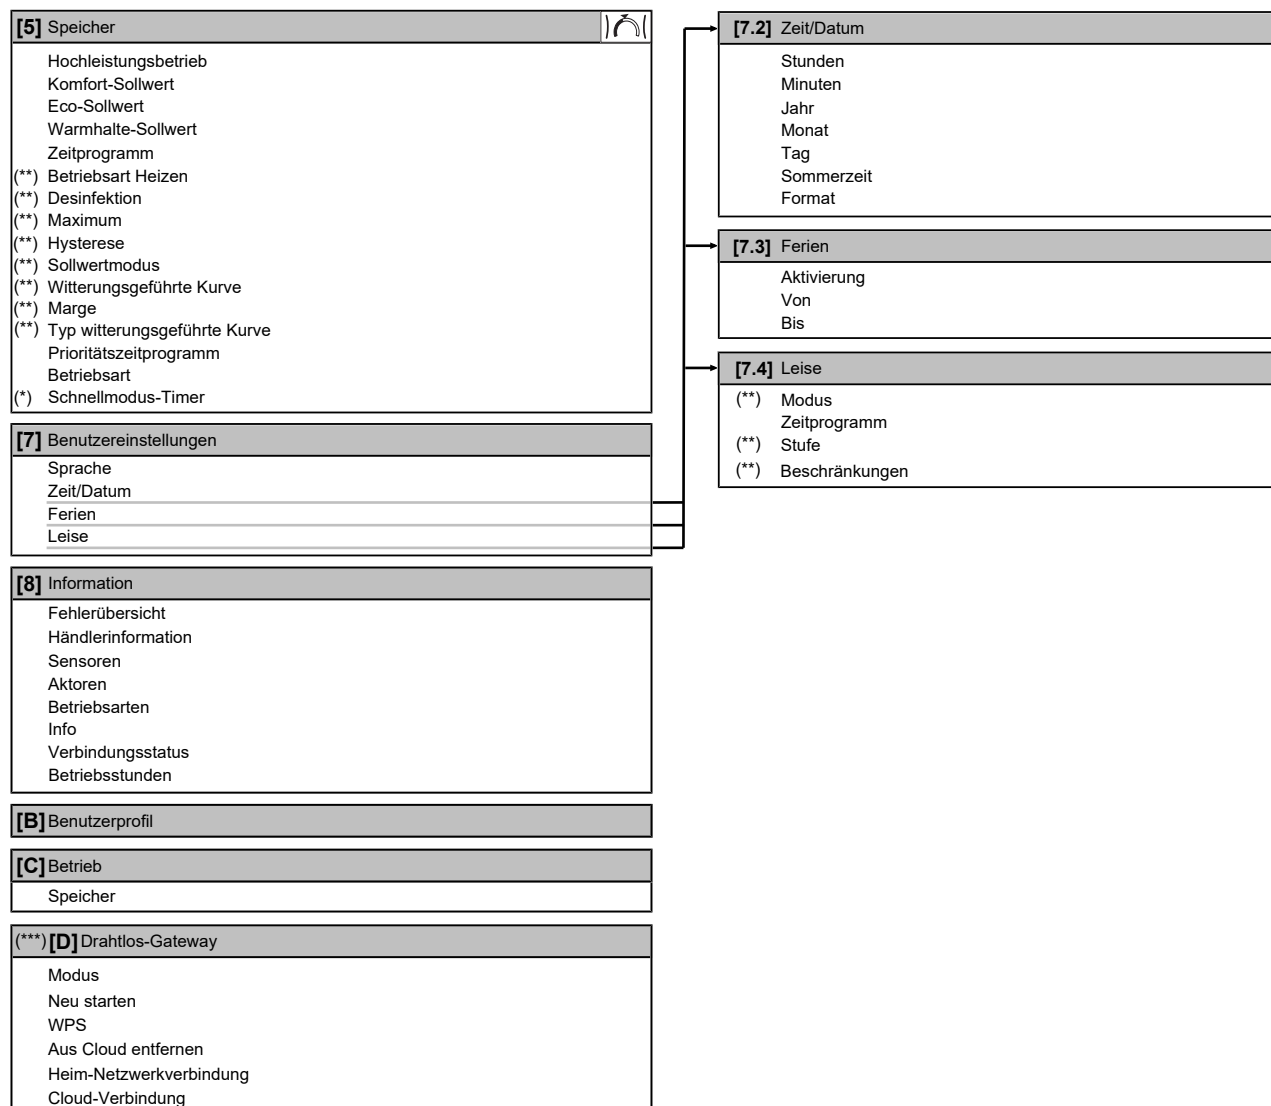 [5] Speicher
Hochleistungsbetrieb
Komfort-Sollwert
Eco-Sollwert
Warmhalte-Sollwert
Zeitprogramm
(**) Betriebsart Heizen
(**) Desinfektion
(**) Maximum
(**) Hysterese
(**) Sollwertmodus
(**) Witterungsgeführte Kurve
(**) Marge
(**) Typ witterungsgeführte Kurve
Prioritätszeitprogramm
Betriebsart
(*) Schnellmodus-Timer
[7] Benutzereinstellungen
Sprache
Zeit/Datum
Ferien
Leise
[8] Information
Fehlerübersicht
Händlerinformation
Sensoren
Aktoren
Betriebsarten
Info
Verbindungsstatus
Betriebsstunden
[B] Benutzerprofil
[C] Betrieb
Speicher
(***) [D] Drahtlos-Gateway
Modus
Neu starten
WPS
Aus Cloud entfernen
Heim-Netzwerkverbindung
Cloud-Verbindung
[7.2] Zeit/Datum
Stunden
Minuten
Jahr
Monat
Tag
Sommerzeit
Format
[7.3] Ferien
Aktivierung
Von
Bis
[7.4] Leise
(**) Modus
Zeitprogramm
(**) Stufe
(**) Beschränkungen